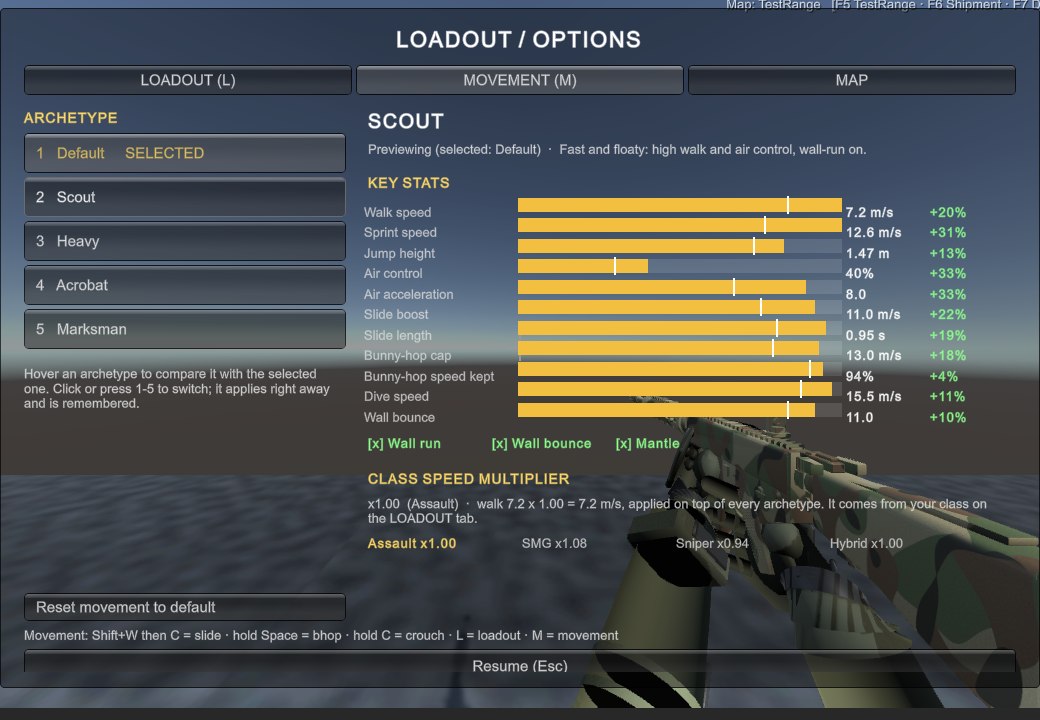 Map: TestRange [F5 TestRange · F6 Shipment · F7 D
LOADOUT / OPTIONS
LOADOUT (L)
MOVEMENT (M)
MAP
ARCHETYPE
1 Default SELECTED
2 Scout
3 Heavy
4 Acrobat
5 Marksman
Hover an archetype to compare it with the selected
one. Click or press 1-5 to switch; it applies right away
and is remembered.
SCOUT
Previewing (selected: Default) · Fast and floaty: high walk and air control, wall-run on.
KEY STATS
Walk speed 7.2 m/s +20%
Sprint speed 12.6 m/s +31%
Jump height 1.47 m +13%
Air control 40% +33%
Air acceleration 8.0 +33%
Slide boost 11.0 m/s +22%
Slide length 0.95 s +19%
Bunny-hop cap 13.0 m/s +18%
Bunny-hop speed kept 94% +4%
Dive speed 15.5 m/s +11%
Wall bounce 11.0 +10%
[x] Wall run [x] Wall bounce [x] Mantle
CLASS SPEED MULTIPLIER
x1.00 (Assault) · walk 7.2 x 1.00 = 7.2 m/s, applied on top of every archetype. It comes from your class on
the LOADOUT tab.
Assault x1.00 SMG x1.08 Sniper x0.94 Hybrid x1.00
Reset movement to default
Movement: Shift+W then C = slide · hold Space = bhop · hold C = crouch · L = loadout · M = movement
Resume (Esc)